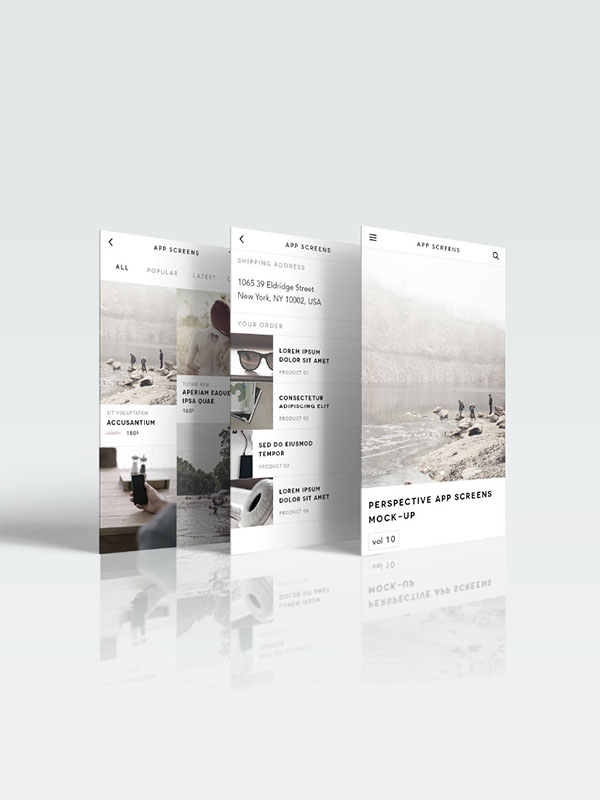 APP SCREENS
ALL POPULAR LATEST
SIT VOLUPTATEM
ACCUSANTIUM
180$
TOTAM REM
APERIAM EAQUE
IPSA QUAE
160$
APP SCREENS
SHIPPING ADDRESS
1065 39 Eldridge Street
New York, NY 10002, USA
YOUR ORDER
LOREM IPSUM
DOLOR SIT AMET
PRODUCT 01
CONSECTETUR
ADIPISCING ELIT
PRODUCT 02
SED DO EIUSMOD
TEMPOR
PRODUCT 03
LOREM IPSUM
DOLOR SIT AMET
PRODUCT 04
APP SCREENS
PERSPECTIVE APP SCREENS
MOCK-UP
vol 10